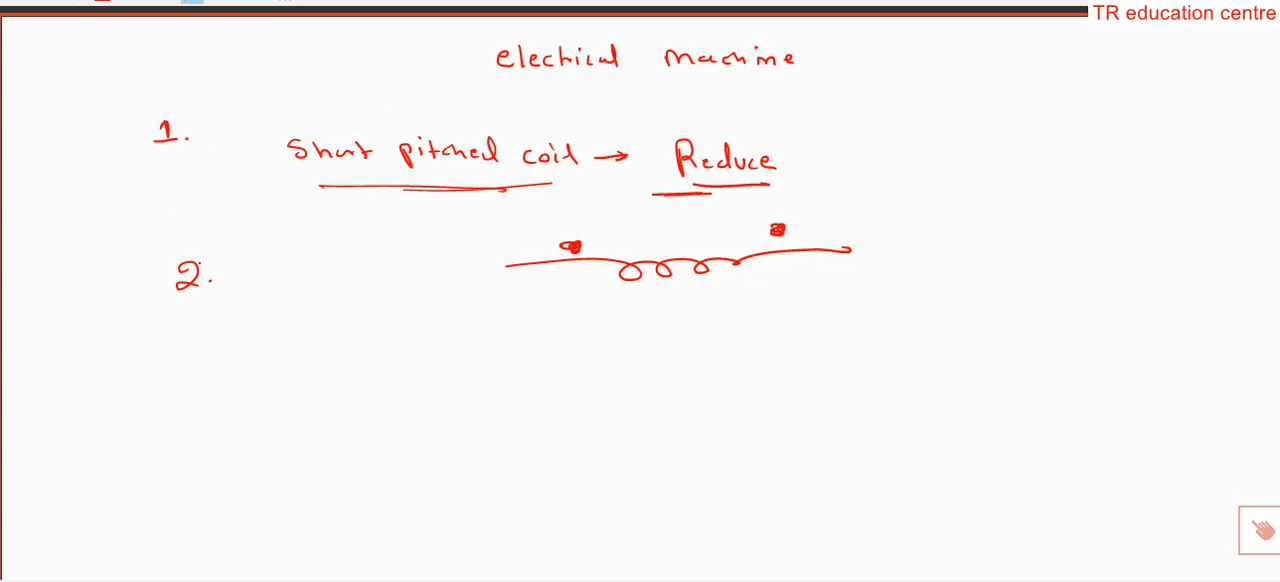 TR education centre
electrical machine
1.
Short pitched coil → Reduce
2.